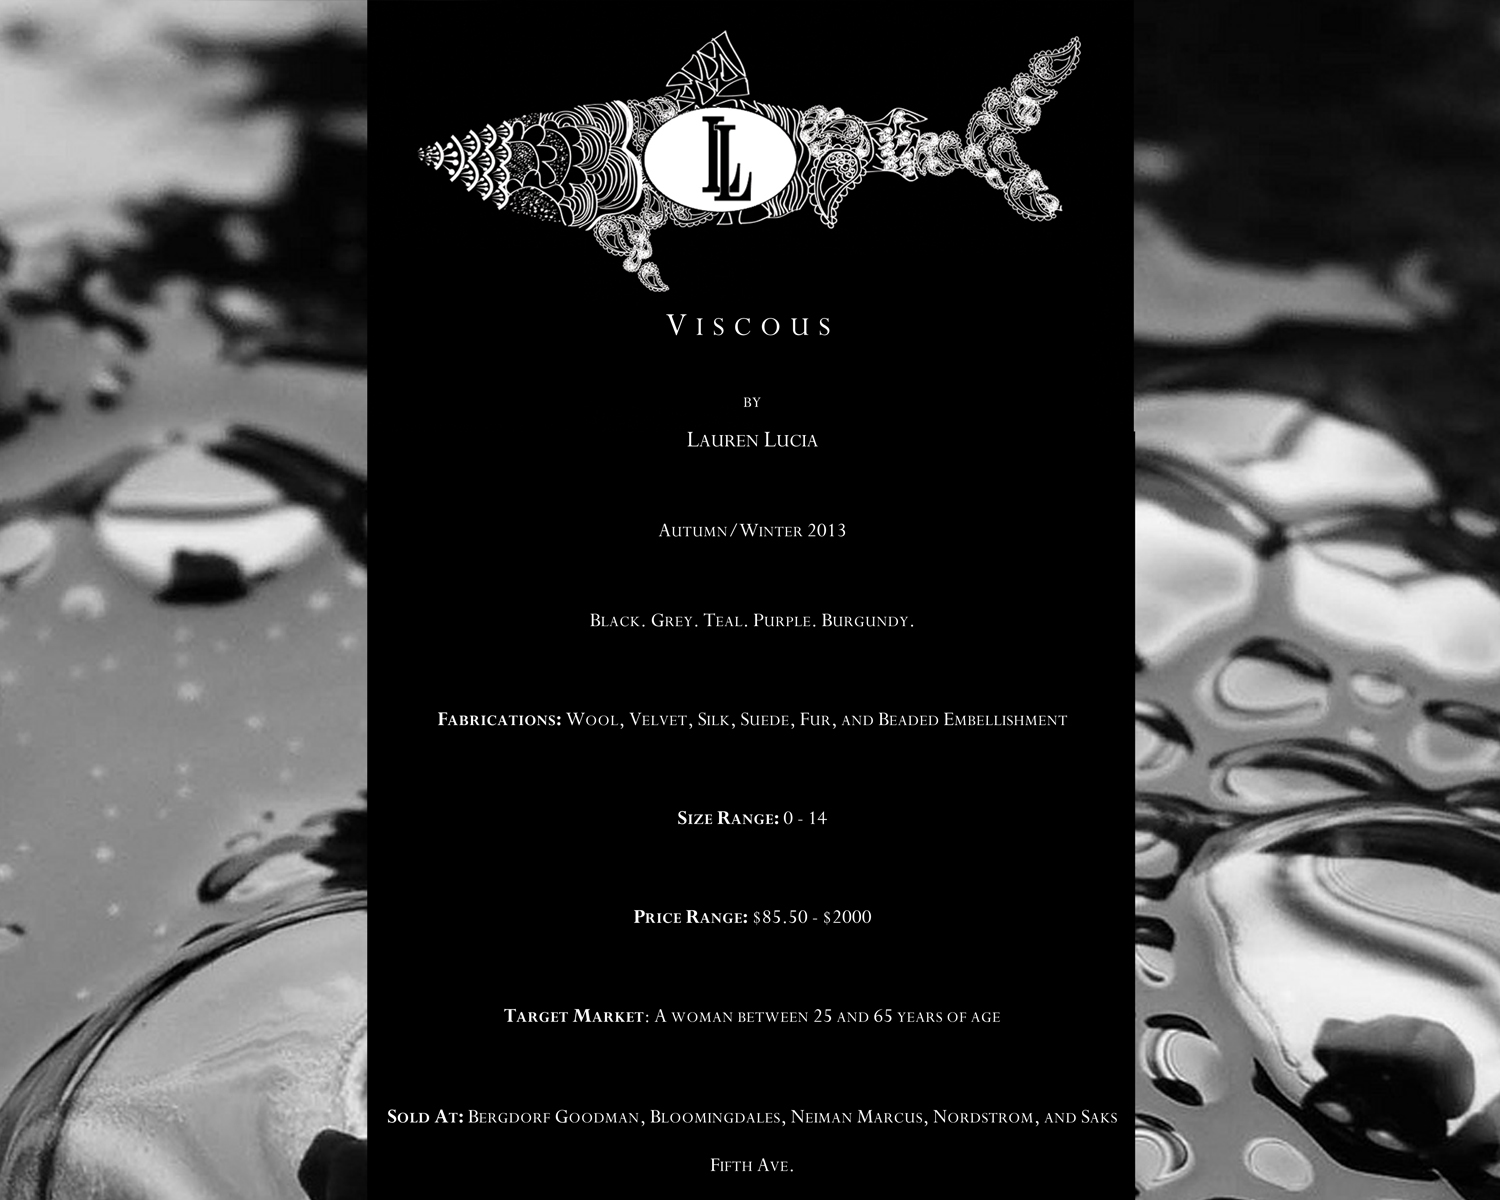 LL
Viscous
by
Lauren Lucia
Autumn/Winter 2013
Black. Grey. Teal. Purple. Burgundy.
Fabrications: Wool, Velvet, Silk, Suede, Fur, and Beaded Embellishment
Size Range: 0 - 14
Price Range: $85.50 - $2000
Target Market: A woman between 25 and 65 years of age
Sold At: Bergdorf Goodman, Bloomingdales, Neiman Marcus, Nordstrom, and Saks
Fifth Ave.